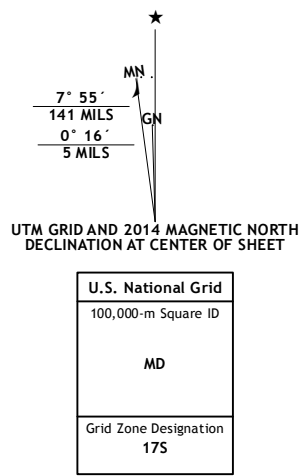 ★
MN
GN
7° 55´
141 MILS
0° 16´
5 MILS
UTM GRID AND 2014 MAGNETIC NORTH
DECLINATION AT CENTER OF SHEET
U.S. National Grid
100,000-m Square ID
MD
Grid Zone Designation
17S